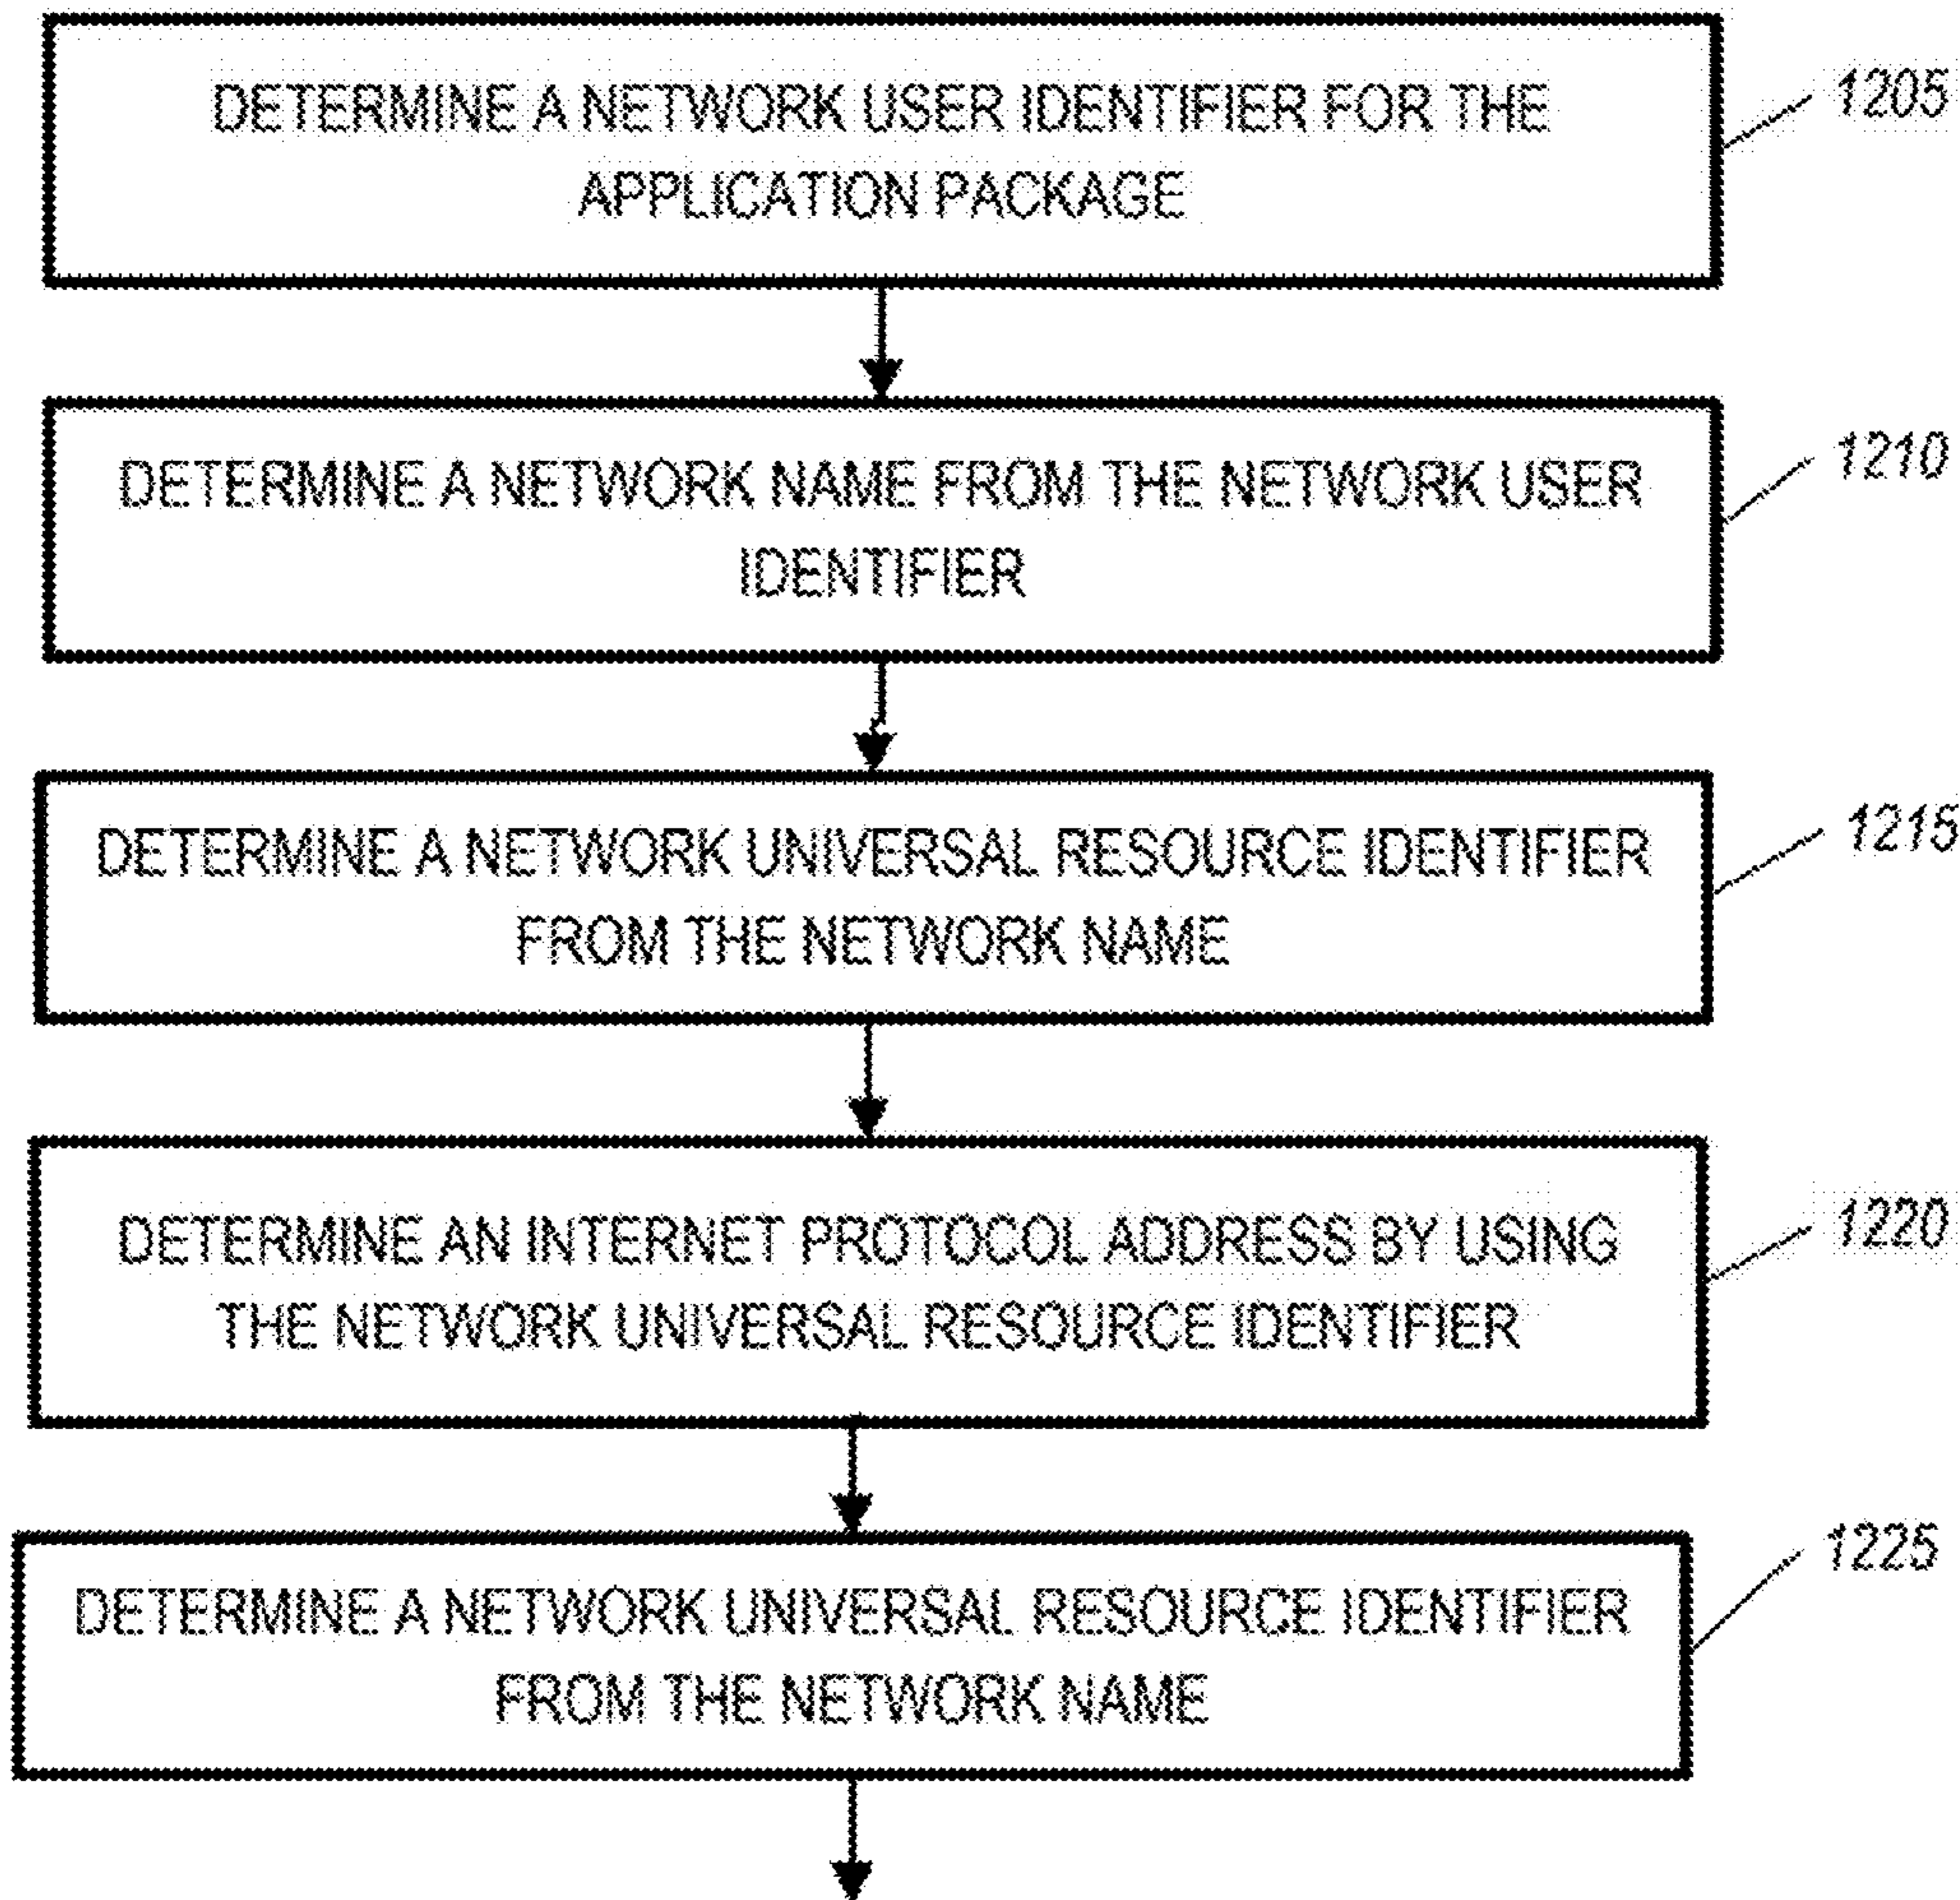 DETERMINE A NETWORK USER IDENTIFIER FOR THE
APPLICATION PACKAGE
1205
DETERMINE A NETWORK NAME FROM THE NETWORK USER
IDENTIFIER
1210
DETERMINE A NETWORK UNIVERSAL RESOURCE IDENTIFIER
FROM THE NETWORK NAME
1215
DETERMINE AN INTERNET PROTOCOL ADDRESS BY USING
THE NETWORK UNIVERSAL RESOURCE IDENTIFIER
1220
DETERMINE A NETWORK UNIVERSAL RESOURCE IDENTIFIER
FROM THE NETWORK NAME
1225